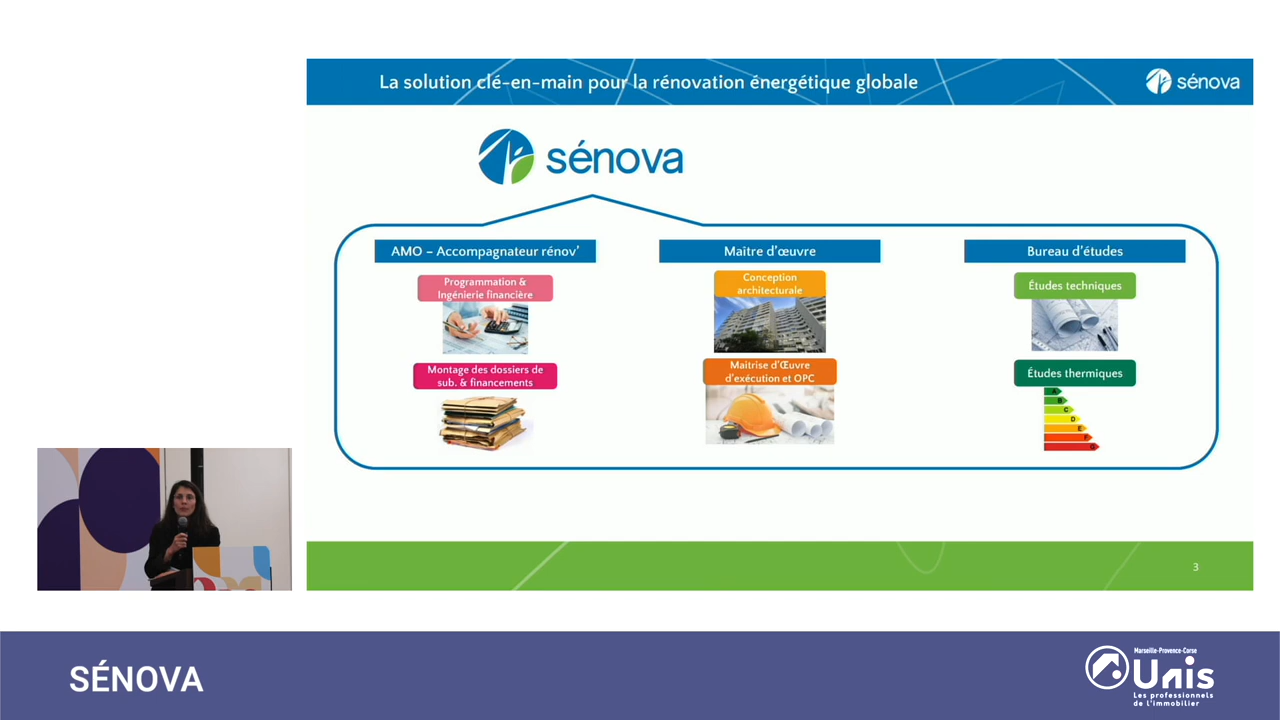 La solution clé-en-main pour la rénovation énergétique globale
sénova
sénova
AMO – Accompagnateur rénov’
Programmation &
Ingénierie financière
Montage des dossiers de
sub. & financements
Maître d’œuvre
Conception
architecturale
Maitrise d’Œuvre
d’exécution et OPC
Bureau d’études
Études techniques
Études thermiques
A
B
C
D
E
F
G
3
SÉNOVA
Marseille-Provence-Corse
Unis
Les professionnels
de l’immobilier